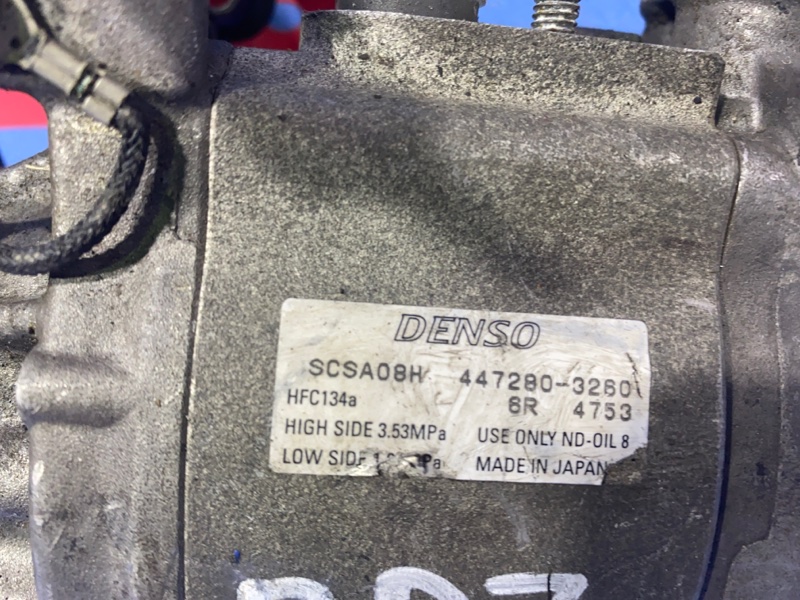 DENSO
SCSA08H 447280-3260
HFC134a 6R 4753
HIGH SIDE 3.53MPa USE ONLY ND-OIL 8
LOW SIDE MADE IN JAPAN